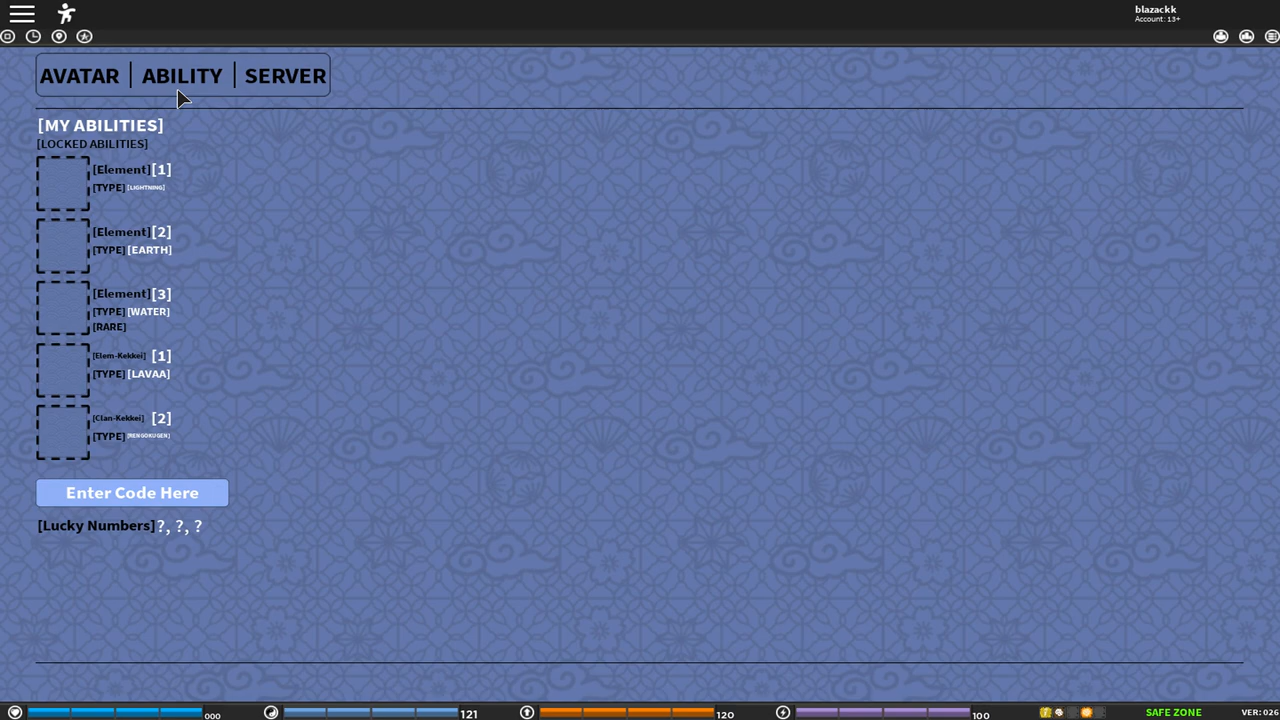 blazackk
Account: 13+
AVATAR | ABILITY | SERVER
[MY ABILITIES]
[LOCKED ABILITIES]
[Element] [1]
[TYPE] [LIGHTNING]
[Element] [2]
[TYPE] [EARTH]
[Element] [3]
[TYPE] [WATER]
[RARE]
[Elem-Kekkei] [1]
[TYPE] [LAVAA]
[Clan-Kekkei] [2]
[TYPE] [RENGOKUGEN]
Enter Code Here
[Lucky Numbers] ?, ?, ?
000 121 120 100 SAFE ZONE VER: 026